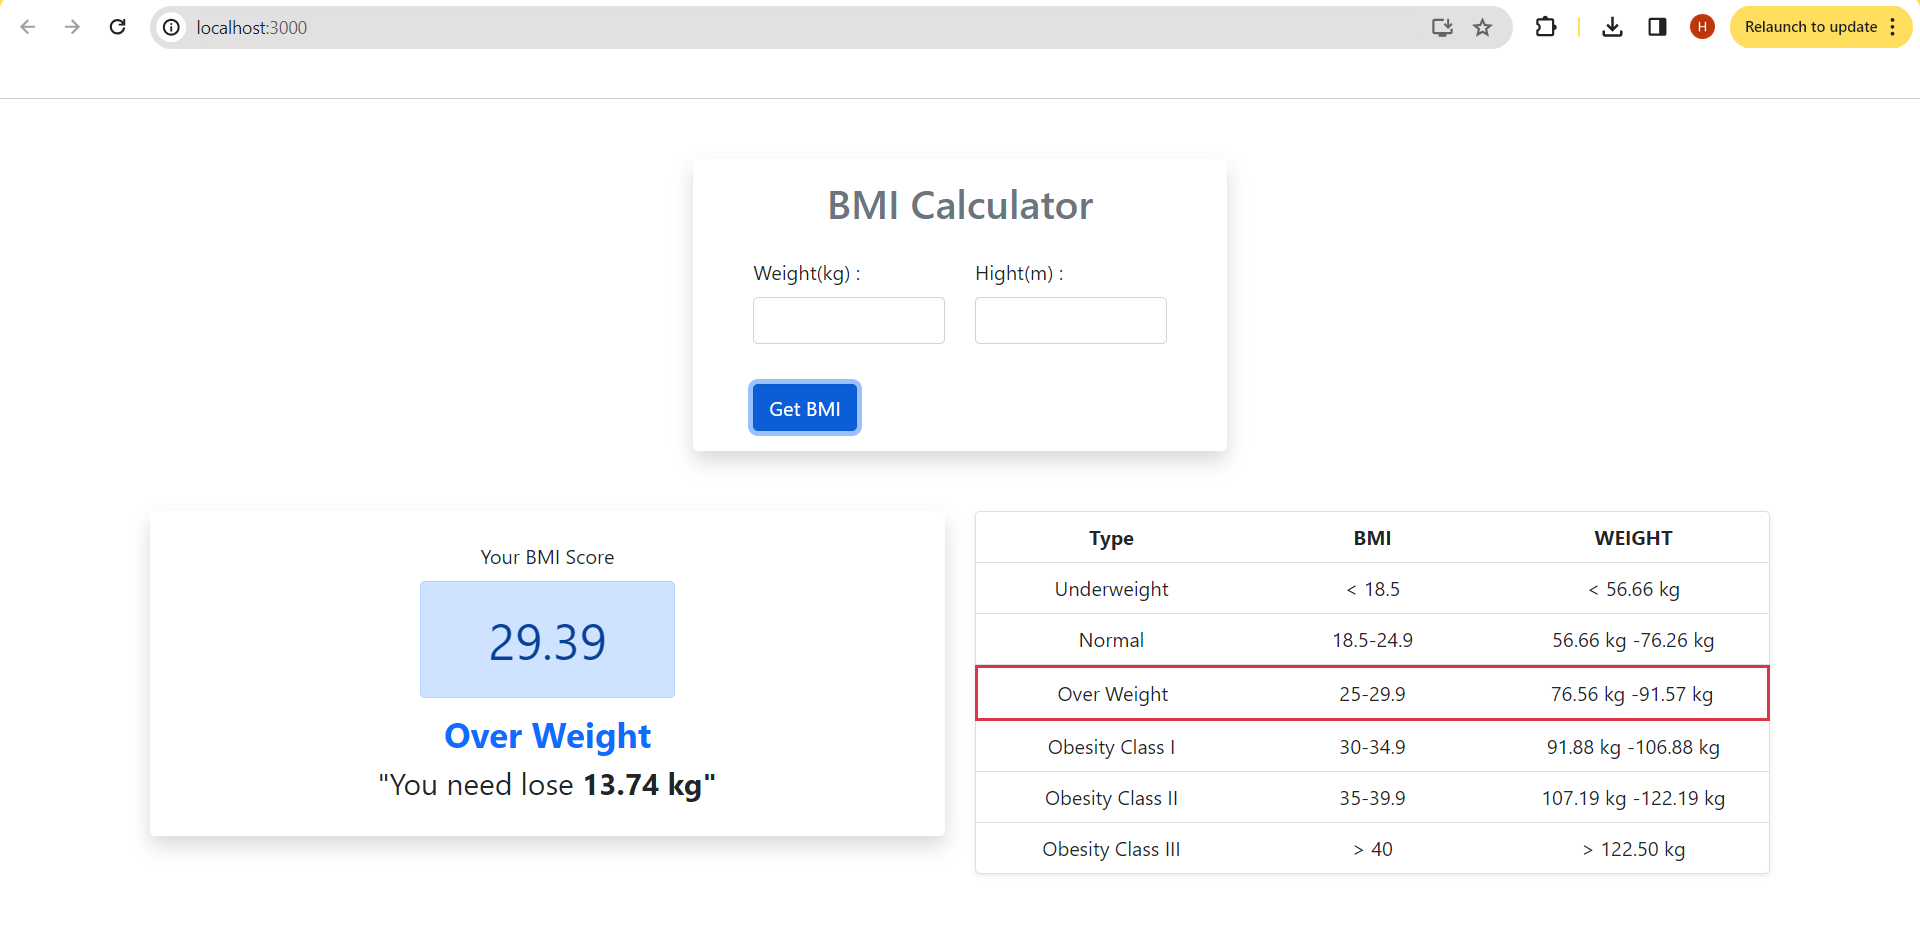 localhost:3000
H
Relaunch to update
BMI Calculator
Weight(kg) : Hight(m) :
Get BMI
Your BMI Score
29.39
Over Weight
"You need lose 13.74 kg"
Type BMI WEIGHT
Underweight < 18.5 < 56.66 kg
Normal 18.5-24.9 56.66 kg -76.26 kg
Over Weight 25-29.9 76.56 kg -91.57 kg
Obesity Class I 30-34.9 91.88 kg -106.88 kg
Obesity Class II 35-39.9 107.19 kg -122.19 kg
Obesity Class III > 40 > 122.50 kg